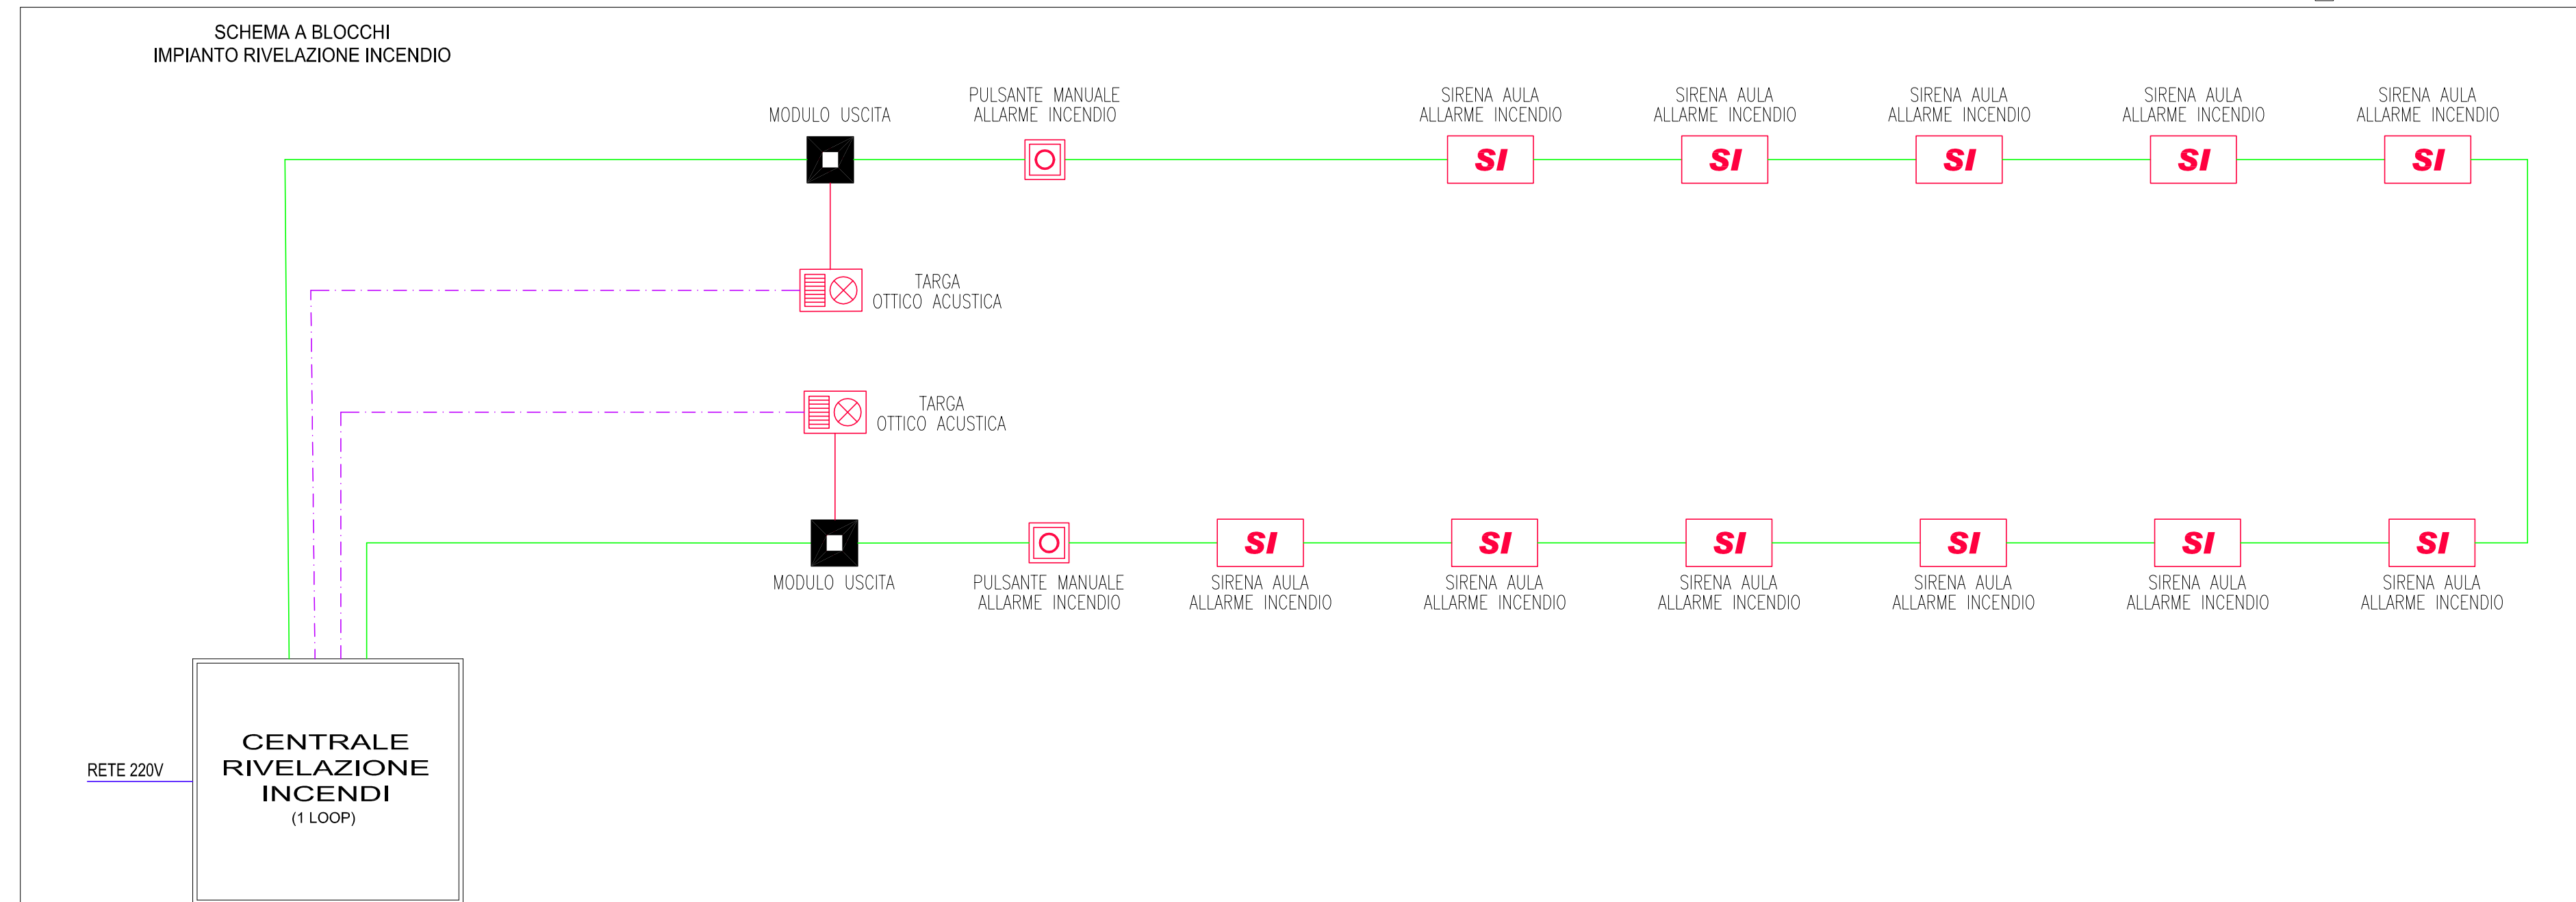 SCHEMA A BLOCCHI
IMPIANTO RIVELAZIONE INCENDIO
MODULO USCITA
PULSANTE MANUALE
ALLARME INCENDIO
SIRENA AULA
ALLARME INCENDIO
SIRENA AULA
ALLARME INCENDIO
SIRENA AULA
ALLARME INCENDIO
SIRENA AULA
ALLARME INCENDIO
SIRENA AULA
ALLARME INCENDIO
SI
SI
SI
SI
SI
TARGA
OTTICO ACUSTICA
TARGA
OTTICO ACUSTICA
SI
SI
SI
SI
SI
SI
MODULO USCITA
PULSANTE MANUALE
ALLARME INCENDIO
SIRENA AULA
ALLARME INCENDIO
SIRENA AULA
ALLARME INCENDIO
SIRENA AULA
ALLARME INCENDIO
SIRENA AULA
ALLARME INCENDIO
SIRENA AULA
ALLARME INCENDIO
SIRENA AULA
ALLARME INCENDIO
RETE 220V
CENTRALE
RIVELAZIONE
INCENDI
(1 LOOP)